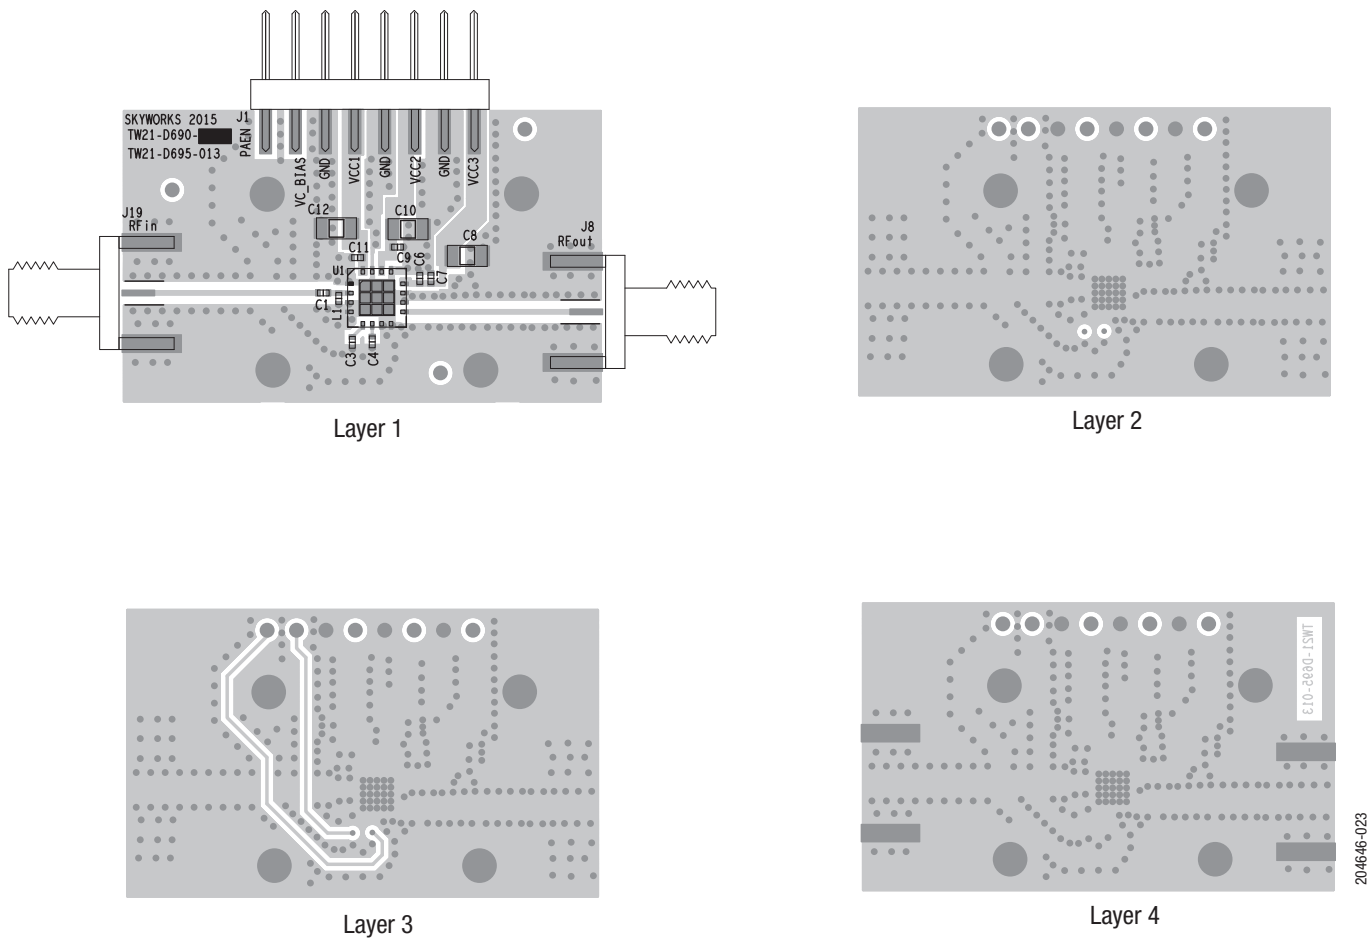 SKYWORKS 2015
TW21-D690-
TW21-D695-013
J1
PAEN
VC_BIAS
GND
VCC1
GND
VCC2
GND
VCC3
J19
RFin
C12
C10
C11
C9
C6
C7
C8
J8
RFout
U1
C1
L1
C3
C4
Layer 1
Layer 2
Layer 3
TW21-D695-013
Layer 4
204646-023